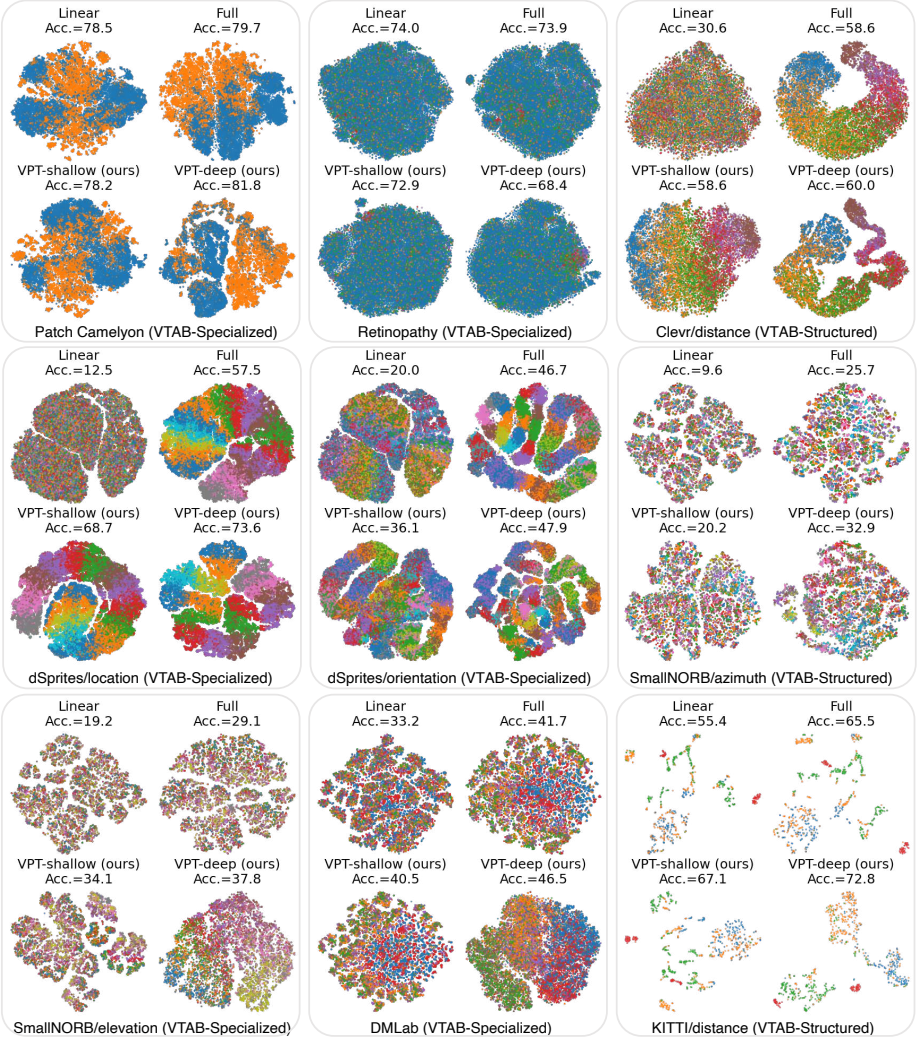 Linear Full
Acc.=78.5 Acc.=79.7
VPT-shallow (ours) VPT-deep (ours)
Acc.=78.2 Acc.=81.8
Patch Camelyon (VTAB-Specialized)
Linear Full
Acc.=74.0 Acc.=73.9
VPT-shallow (ours) VPT-deep (ours)
Acc.=72.9 Acc.=68.4
Retinopathy (VTAB-Specialized)
Linear Full
Acc.=30.6 Acc.=58.6
VPT-shallow (ours) VPT-deep (ours)
Acc.=58.6 Acc.=60.0
Clevr/distance (VTAB-Structured)
Linear Full
Acc.=12.5 Acc.=57.5
VPT-shallow (ours) VPT-deep (ours)
Acc.=68.7 Acc.=73.6
dSprites/location (VTAB-Specialized)
Linear Full
Acc.=20.0 Acc.=46.7
VPT-shallow (ours) VPT-deep (ours)
Acc.=36.1 Acc.=47.9
dSprites/orientation (VTAB-Specialized)
Linear Full
Acc.=9.6 Acc.=25.7
VPT-shallow (ours) VPT-deep (ours)
Acc.=20.2 Acc.=32.9
SmallNORB/azimuth (VTAB-Structured)
Linear Full
Acc.=19.2 Acc.=29.1
VPT-shallow (ours) VPT-deep (ours)
Acc.=34.1 Acc.=37.8
SmallNORB/elevation (VTAB-Specialized)
Linear Full
Acc.=33.2 Acc.=41.7
VPT-shallow (ours) VPT-deep (ours)
Acc.=40.5 Acc.=46.5
DMLab (VTAB-Specialized)
Linear Full
Acc.=55.4 Acc.=65.5
VPT-shallow (ours) VPT-deep (ours)
Acc.=67.1 Acc.=72.8
KITTI/distance (VTAB-Structured)